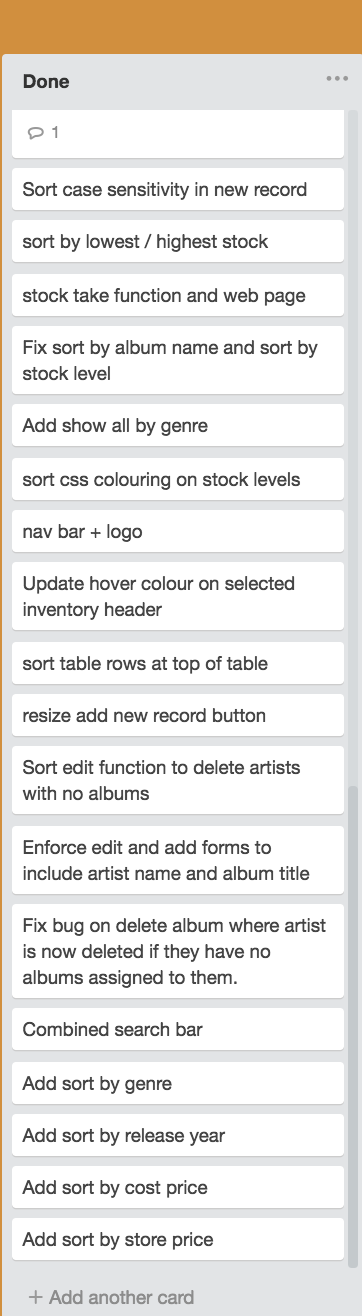 Done
1
Sort case sensitivity in new record
sort by lowest / highest stock
stock take function and web page
Fix sort by album name and sort by
stock level
Add show all by genre
sort css colouring on stock levels
nav bar + logo
Update hover colour on selected
inventory header
sort table rows at top of table
resize add new record button
Sort edit function to delete artists
with no albums
Enforce edit and add forms to
include artist name and album title
Fix bug on delete album where artist
is now deleted if they have no
albums assigned to them.
Combined search bar
Add sort by genre
Add sort by release year
Add sort by cost price
Add sort by store price
+ Add another card